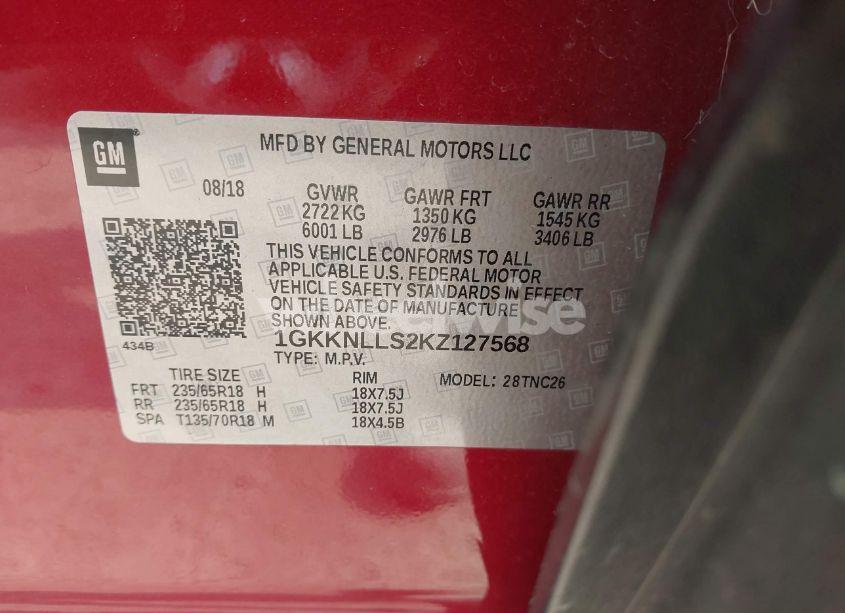 GM
MFD BY GENERAL MOTORS LLC
08/18 GVWR GAWR FRT GAWR RR
2722 KG 1350 KG 1545 KG
6001 LB 2976 LB 3406 LB
THIS VEHICLE CONFORMS TO ALL
APPLICABLE U.S. FEDERAL MOTOR
VEHICLE SAFETY STANDARDS IN EFFECT
ON THE DATE OF MANUFACTURE
SHOWN ABOVE.
434B
1GKKNLLS2KZ127568
TYPE: M.P.V.
TIRE SIZE RIM MODEL: 28TNC26
FRT 235/65R18 H 18X7.5J
RR 235/65R18 H 18X7.5J
SPA T135/70R18 M 18X4.5B